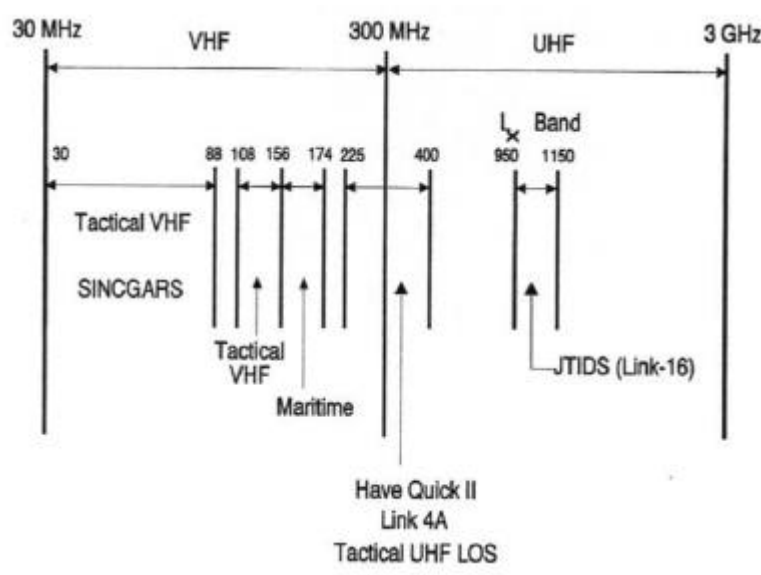 30 MHz
VHF
300 MHz
UHF
3 GHz
Lx Band
30
88
108
156
174
225
400
950
1150
Tactical VHF
SINCGARS
Tactical
VHF
Maritime
JTIDS (Link-16)
Have Quick II
Link 4A
Tactical UHF LOS